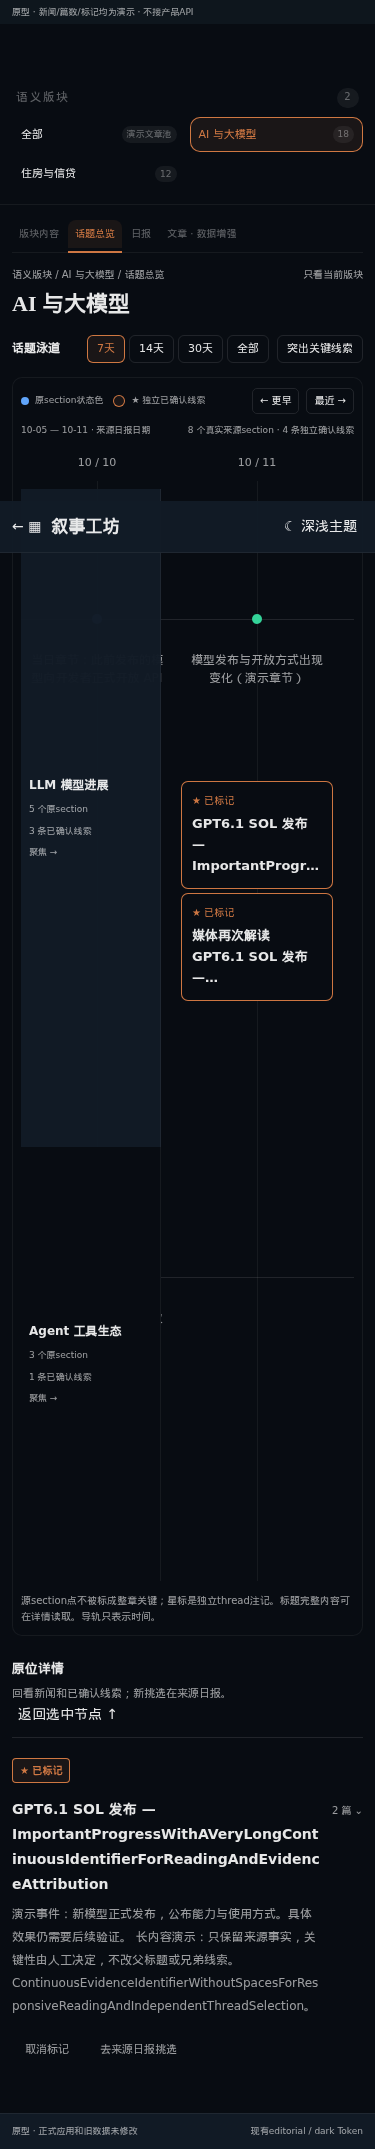 原型 · 新闻/篇数/标记均为演示 · 不接产品API
语义版块
2
全部
演示文章池
AI 与大模型
18
住房与信贷
12
版块内容
话题总览
日报
文章 · 数据增强
语义版块 / AI 与大模型 / 话题总览
只看当前版块
AI 与大模型
话题泳道
7天
14天
30天
全部
突出关键线索
原section状态色
★ 独立已确认线索
← 更早
最近 →
10-05 — 10-11 · 来源日报日期
8 个真实来源section · 4 条独立确认线索
10 / 10
10 / 11
← ▦ 叙事工坊
☾ 深浅主题
模型发布与开放方式出现
变化（演示章节）
LLM 模型进展
5 个原section
3 条已确认线索
聚焦 →
★ 已标记
GPT6.1 SOL 发布
—
ImportantProgr…
★ 已标记
媒体再次解读
GPT6.1 SOL 发布
—…
Agent 工具生态
3 个原section
1 条已确认线索
聚焦 →
源section点不被标成整章关键；星标是独立thread注记。标题完整内容可
在详情读取。导轨只表示时间。
原位详情
回看新闻和已确认线索；新挑选在来源日报。
返回选中节点 ↑
★ 已标记
GPT6.1 SOL 发布 —
ImportantProgressWithAVeryLongCont
inuousIdentifierForReadingAndEvidenc
eAttribution
2 篇 ⌄
演示事件：新模型正式发布，公布能力与使用方式。具体
效果仍需要后续验证。 长内容演示：只保留来源事实，关
键性由人工决定，不改父标题或兄弟线索。
ContinuousEvidenceIdentifierWithoutSpacesForRes
ponsiveReadingAndIndependentThreadSelection。
取消标记
去来源日报挑选
原型 · 正式应用和旧数据未修改
现有editorial / dark Token